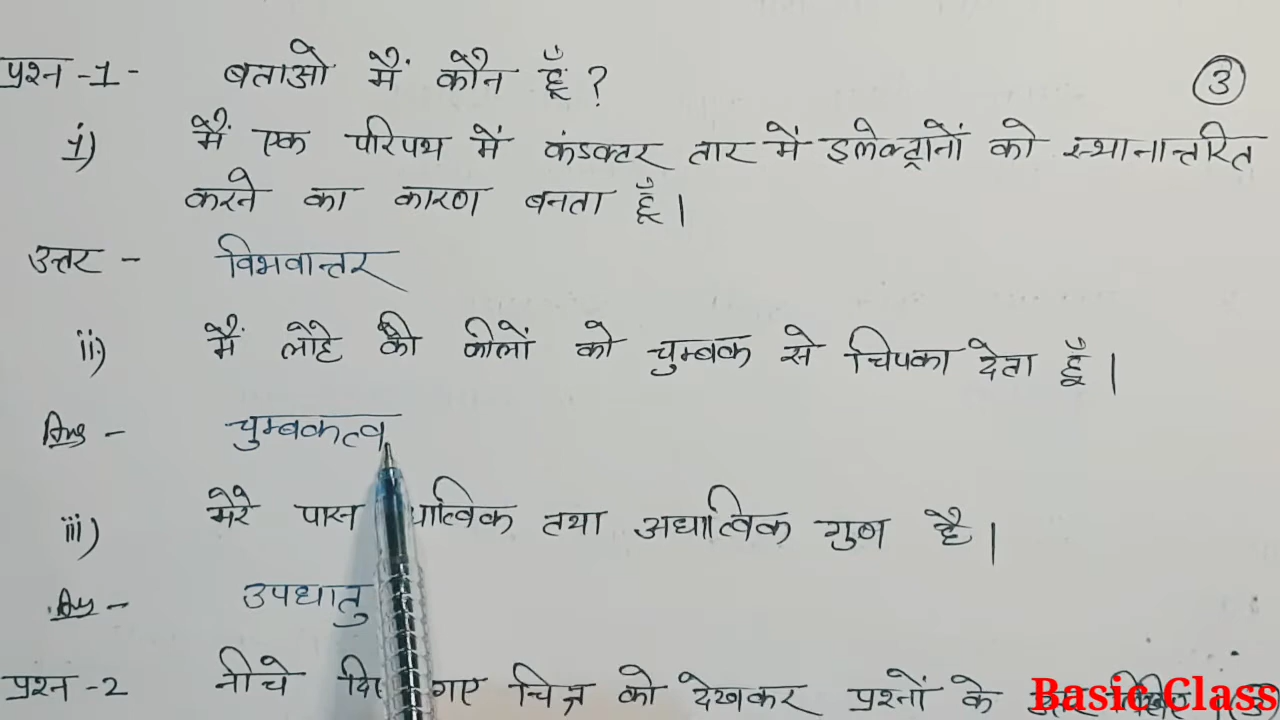 प्रश्न -1- बताओ मैं कौन हूँ ? ③
i) मैं एक परिपथ में कंडक्टर तार में इलेक्ट्रानों को स्थानान्तरित
करने का कारण बनता हूँ।
उत्तर - विभवान्तर
ii) मैं लोहे की कीलों को चुम्बक से चिपका देता हूँ।
Ans - चुम्बकत्व
iii) मेरे पास तथा अधात्विक गुण है।
Ans - उपधातु
प्रश्न -2 नीचे गए चित्र को देखकर प्रश्नों के
Basic Class